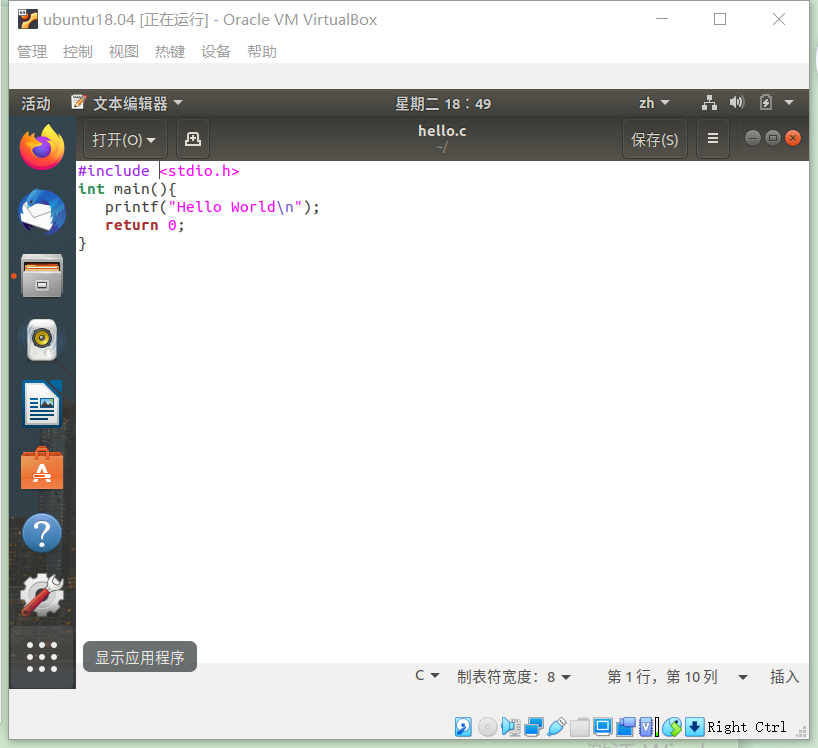 ubuntu18.04 [正在运行] - Oracle VM VirtualBox
管理 控制 视图 热键 设备 帮助
活动 文本编辑器 星期二 18：49 zh
打开(O) hello.c 保存(S)
~/
#include <stdio.h>
int main(){
   printf("Hello World\n");
   return 0;
}
显示应用程序
C 制表符宽度：8 第 1 行，第 10 列 插入
Right Ctrl